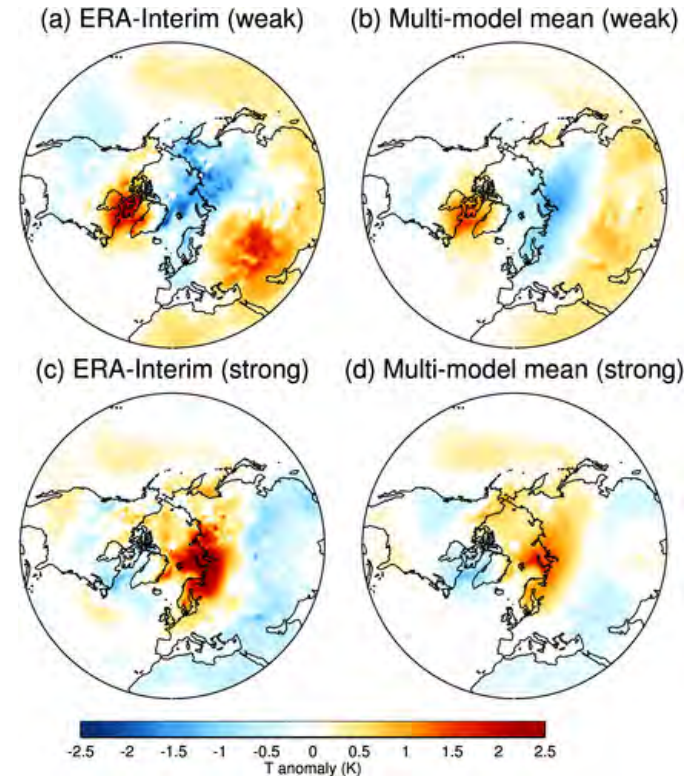 (a) ERA-Interim (weak)
(b) Multi-model mean (weak)
(c) ERA-Interim (strong)
(d) Multi-model mean (strong)
-2.5 -2 -1.5 -1 -0.5 0 0.5 1 1.5 2 2.5
T anomaly (K)